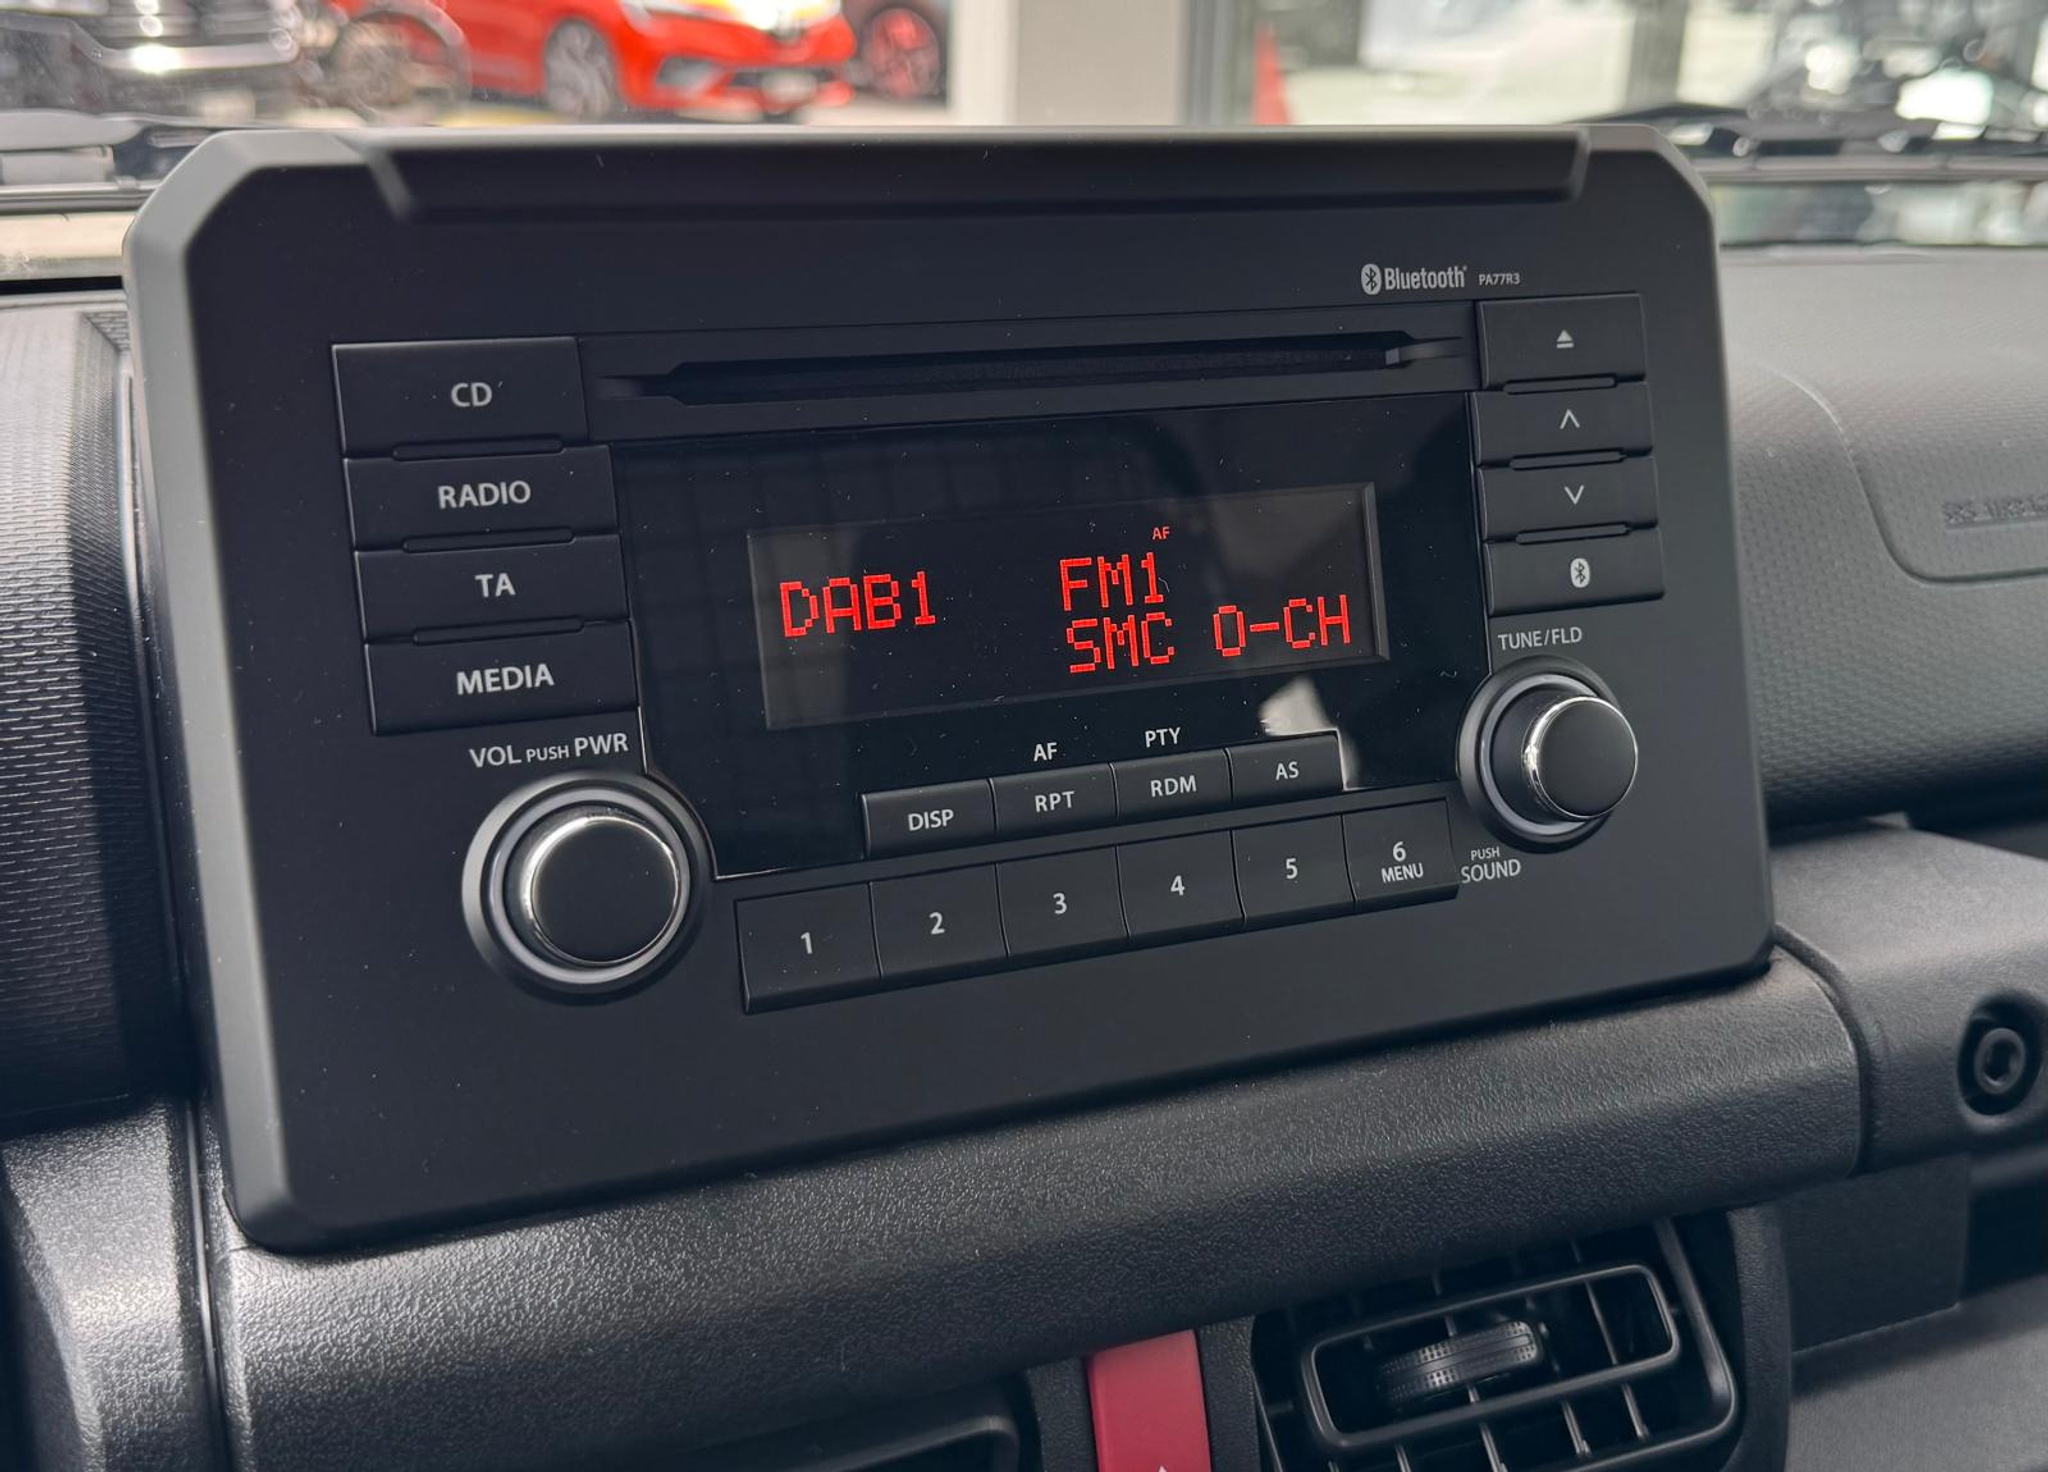 Bluetooth® PA77R3
CD
RADIO
TA
MEDIA
AF
DAB1 FM1
SMC 0-CH
TUNE/FLD
VOL PUSH PWR
AF PTY
DISP RPT RDM AS
1 2 3 4 5 6
MENU
PUSH
SOUND